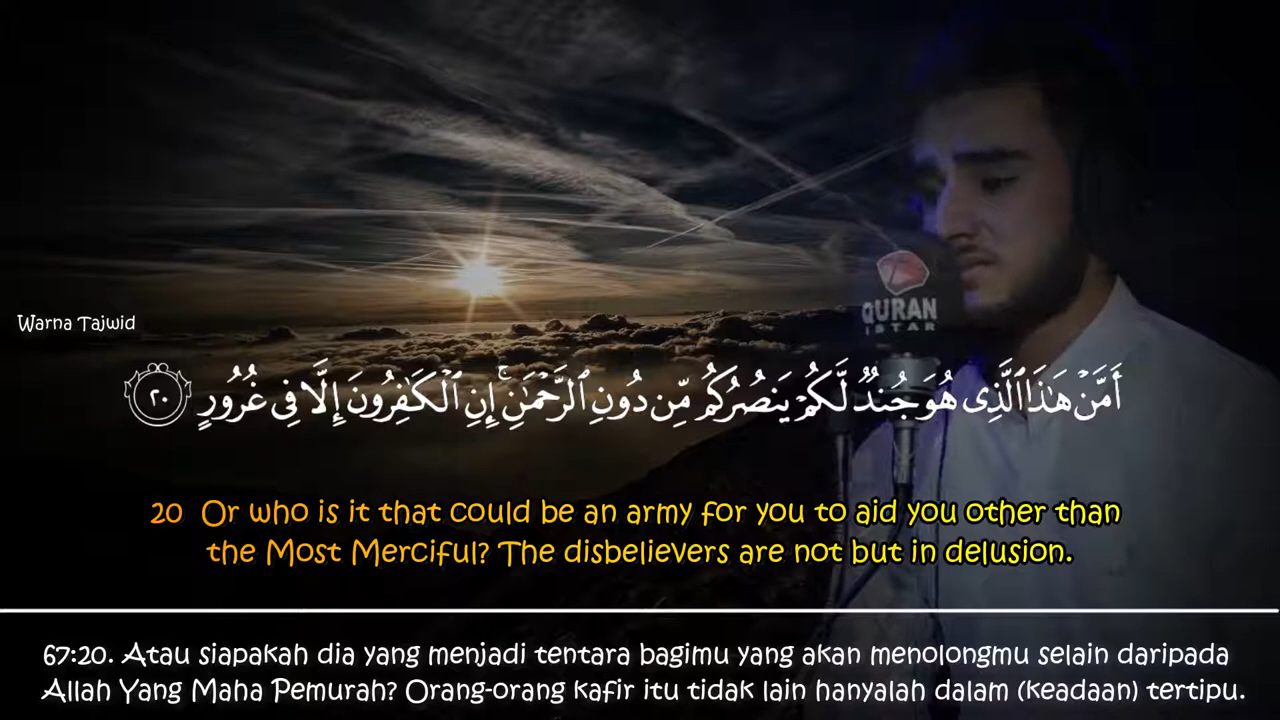 QURAN
ISTAR
Warna Tajwid
أَمَّنْ هَٰذَا ٱلَّذِى هُوَ جُندٌ لَّكُمْ يَنصُرُكُم مِّن دُونِ ٱلرَّحْمَٰنِ ۚ إِنِ ٱلْكَٰفِرُونَ إِلَّا فِى غُرُورٍ ٢٠
20 Or who is it that could be an army for you to aid you other than
the Most Merciful? The disbelievers are not but in delusion.
67:20. Atau siapakah dia yang menjadi tentara bagimu yang akan menolongmu selain daripada
Allah Yang Maha Pemurah? Orang-orang kafir itu tidak lain hanyalah dalam (keadaan) tertipu.